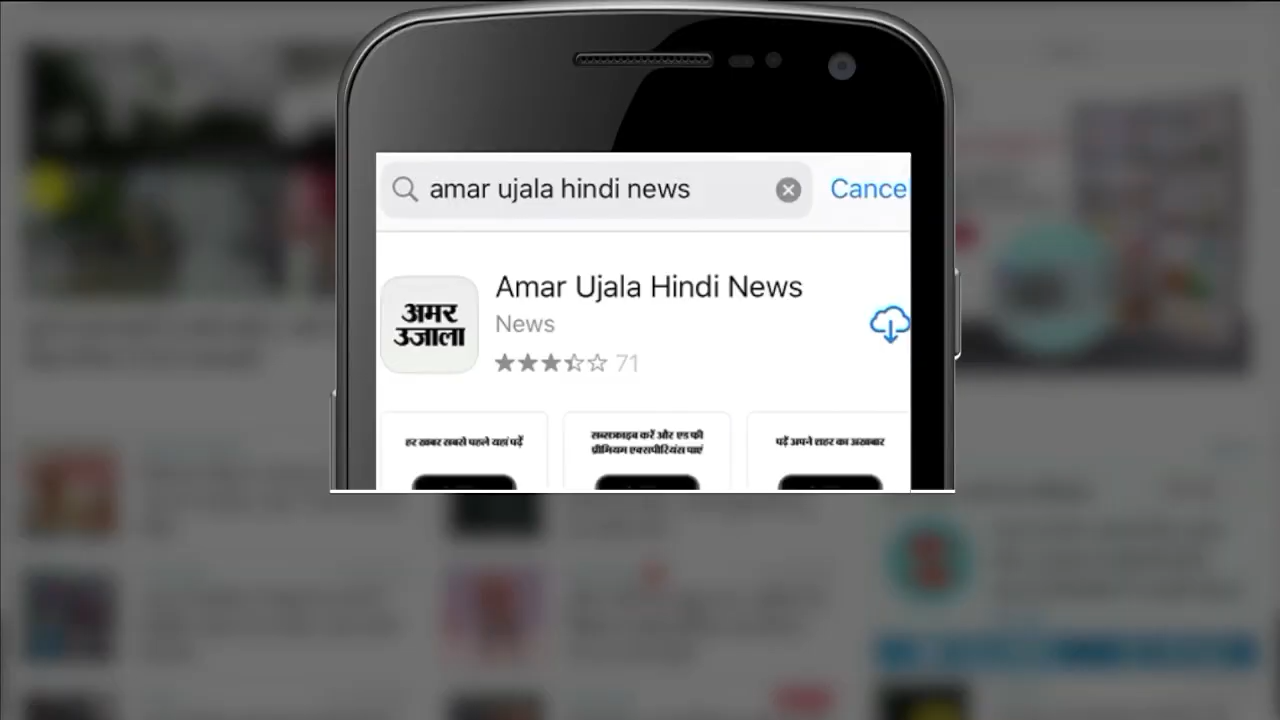 amar ujala hindi news
Cance
अमर
उजाला
Amar Ujala Hindi News
News
71
हर खबर सबसे पहले यहां पढ़ें
सब्सक्राइब करें और एड फ्री
प्रीमियम एक्सपीरियंस पाएं
पढ़ें अपने शहर का अखबार